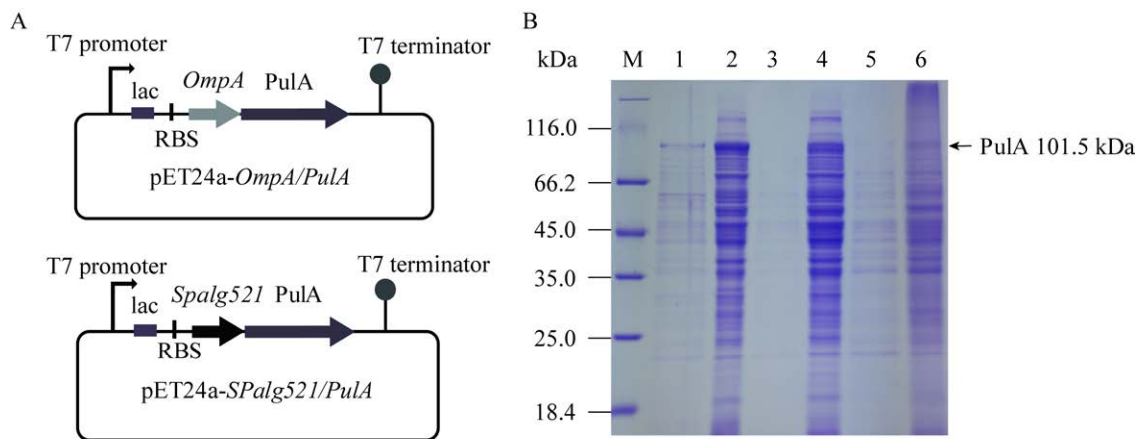 A
T7 promoter
T7 terminator
OmpA PulA
lac
RBS
pET24a-OmpA/PulA
T7 promoter
T7 terminator
Spalg521 PulA
lac
RBS
pET24a-SPalg521/PulA
B
kDa M 1 2 3 4 5 6
116.0
PulA 101.5 kDa
66.2
45.0
35.0
25.0
18.4